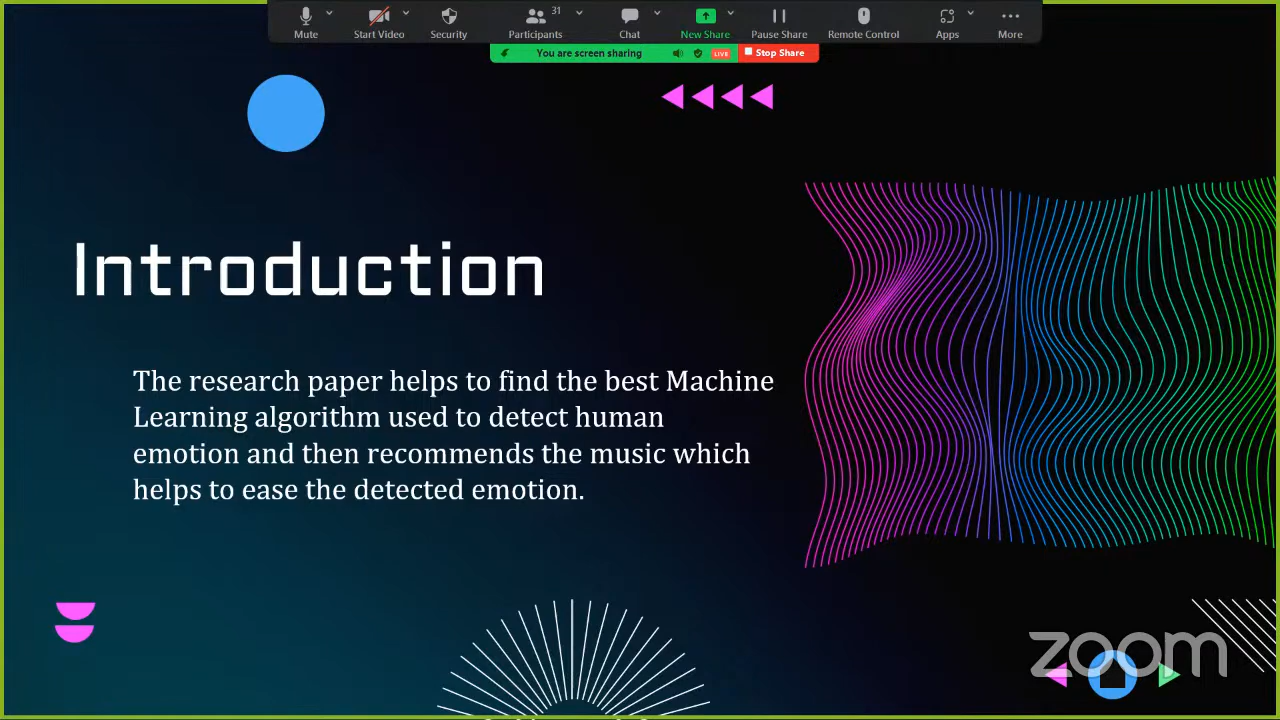 31
Mute
Start Video
Security
Participants
Chat
New Share
Pause Share
Remote Control
Apps
More
You are screen sharing
LIVE
Stop Share
Introduction
The research paper helps to find the best Machine
Learning algorithm used to detect human
emotion and then recommends the music which
helps to ease the detected emotion.
zoom